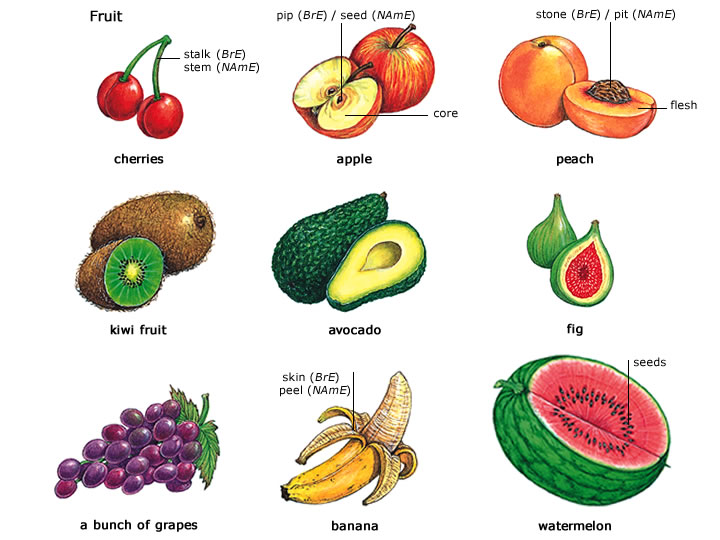 Fruit
stalk (BrE)
stem (NAmE)
cherries
pip (BrE) / seed (NAmE)
core
apple
stone (BrE) / pit (NAmE)
flesh
peach
kiwi fruit
avocado
fig
a bunch of grapes
skin (BrE)
peel (NAmE)
banana
seeds
watermelon